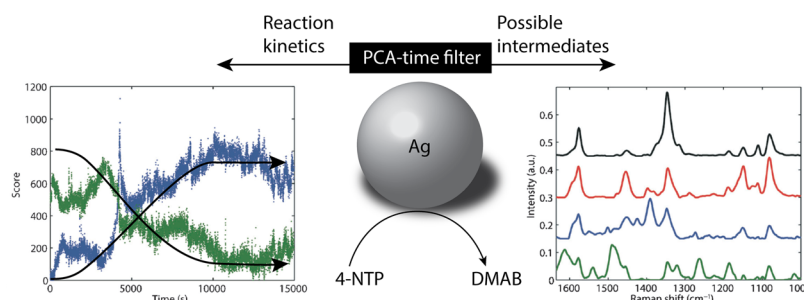 Reaction
kinetics
PCA-time filter
Possible
intermediates
1200
1000
800
600
400
200
0
Score
0
5000
10000
15000
Time (s)
Ag
4-NTP
DMAB
0.6
0.5
0.4
0.3
0.2
0.1
0
Intensity (a.u.)
1600
1500
1400
1300
1200
1100
Raman shift (cm⁻¹)